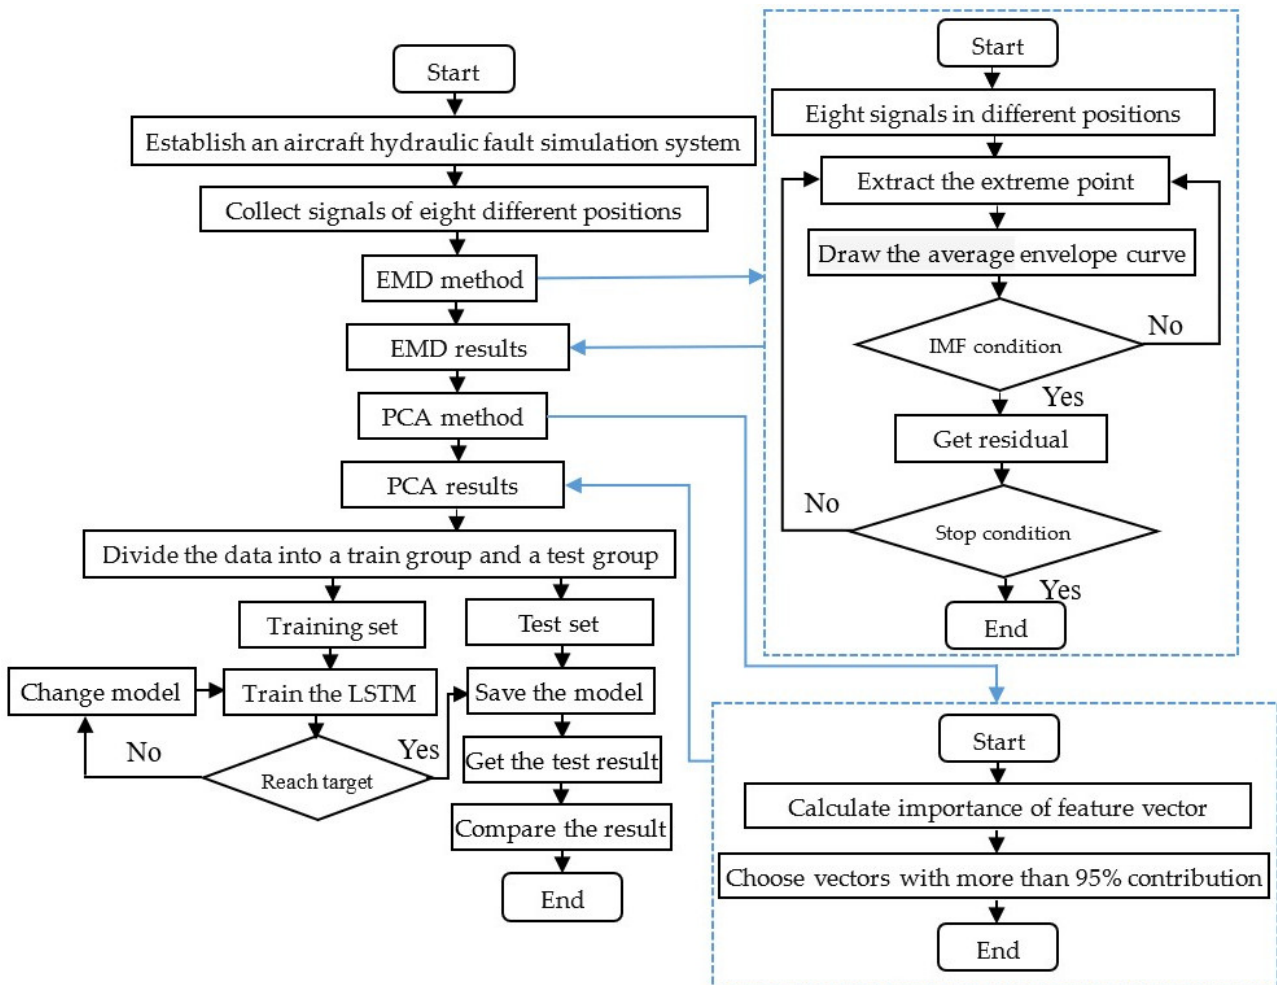 Start
Establish an aircraft hydraulic fault simulation system
Collect signals of eight different positions
EMD method
EMD results
PCA method
PCA results
Divide the data into a train group and a test group
Training set
Test set
Change model
Train the LSTM
Save the model
No
Yes
Reach target
Get the test result
Compare the result
End
Start
Eight signals in different positions
Extract the extreme point
Draw the average envelope curve
IMF condition
No
Yes
Get residual
No
Stop condition
Yes
End
Start
Calculate importance of feature vector
Choose vectors with more than 95% contribution
End